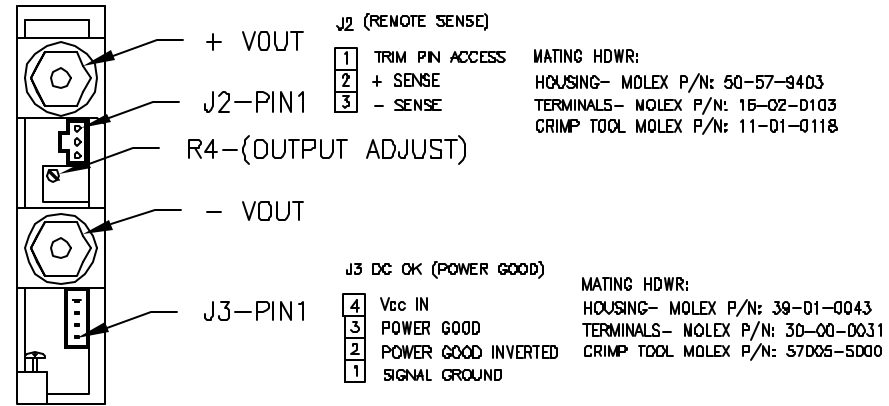 + VOUT
J2-PIN1
R4-(OUTPUT ADJUST)
- VOUT
J3-PIN1
J2 (REMOTE SENSE)
1 TRIM PIN ACCESS
2 + SENSE
3 - SENSE
MATING HDWR:
HOUSING- MOLEX P/N: 50-57-9403
TERMINALS- MOLEX P/N: 16-02-0103
CRIMP TOOL MOLEX P/N: 11-01-0118
J3 DC OK (POWER GOOD)
4 Vcc IN
3 POWER GOOD
2 POWER GOOD INVERTED
1 SIGNAL GROUND
MATING HDWR:
HOUSING- MOLEX P/N: 39-01-0043
TERMINALS- MOLEX P/N: 30-00-0031
CRIMP TOOL MOLEX P/N: 57005-5000